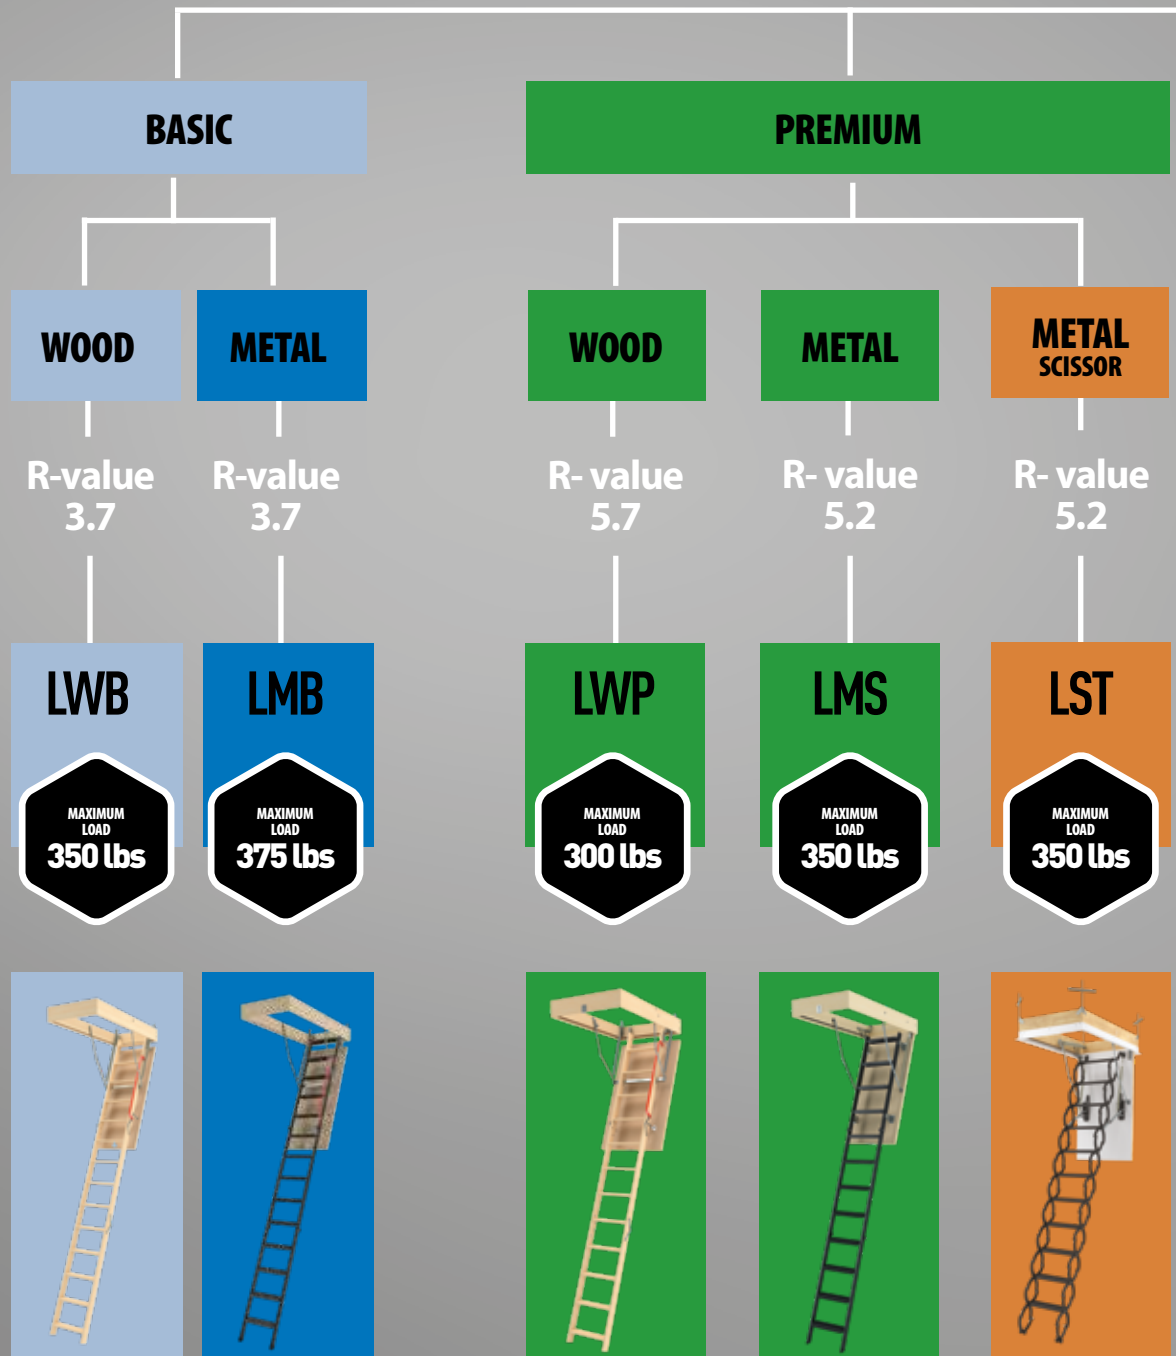 BASIC
PREMIUM
WOOD
METAL
WOOD
METAL
METAL
SCISSOR
R-value
3.7
R-value
3.7
R- value
5.7
R- value
5.2
R- value
5.2
LWB
LMB
LWP
LMS
LST
MAXIMUM
LOAD
350 lbs
MAXIMUM
LOAD
375 lbs
MAXIMUM
LOAD
300 lbs
MAXIMUM
LOAD
350 lbs
MAXIMUM
LOAD
350 lbs